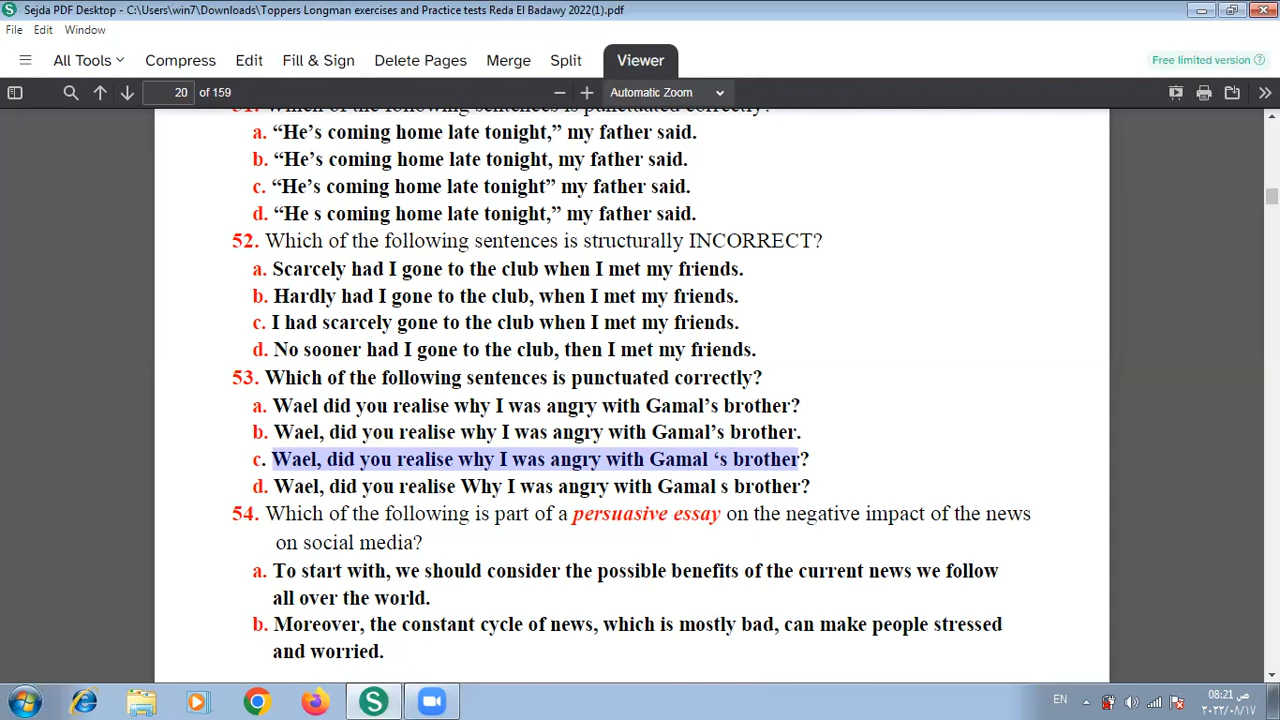 Sejda PDF Desktop - C:\Users\win7\Downloads\Toppers Longman exercises and Practice tests Reda El Badawy 2022(1).pdf
File Edit Window
All Tools Compress Edit Fill & Sign Delete Pages Merge Split Viewer Free limited version
20 of 159 Automatic Zoom
51. Which of the following sentences is punctuated correctly?
a. “He’s coming home late tonight,” my father said.
b. “He’s coming home late tonight, my father said.
c. “He’s coming home late tonight” my father said.
d. “He s coming home late tonight,” my father said.
52. Which of the following sentences is structurally INCORRECT?
a. Scarcely had I gone to the club when I met my friends.
b. Hardly had I gone to the club, when I met my friends.
c. I had scarcely gone to the club when I met my friends.
d. No sooner had I gone to the club, then I met my friends.
53. Which of the following sentences is punctuated correctly?
a. Wael did you realise why I was angry with Gamal’s brother?
b. Wael, did you realise why I was angry with Gamal’s brother.
c. Wael, did you realise why I was angry with Gamal ‘s brother?
d. Wael, did you realise Why I was angry with Gamal s brother?
54. Which of the following is part of a persuasive essay on the negative impact of the news
on social media?
a. To start with, we should consider the possible benefits of the current news we follow
all over the world.
b. Moreover, the constant cycle of news, which is mostly bad, can make people stressed
and worried.
EN
08:21 ص
٢٠٢٢/٠٨/١٧